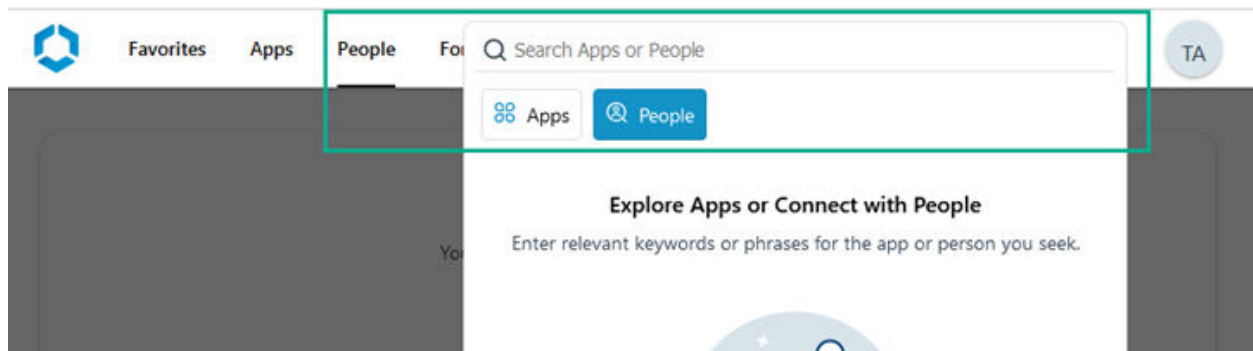 Favorites Apps People Fo Search Apps or People TA
Apps People
Explore Apps or Connect with People
Enter relevant keywords or phrases for the app or person you seek.